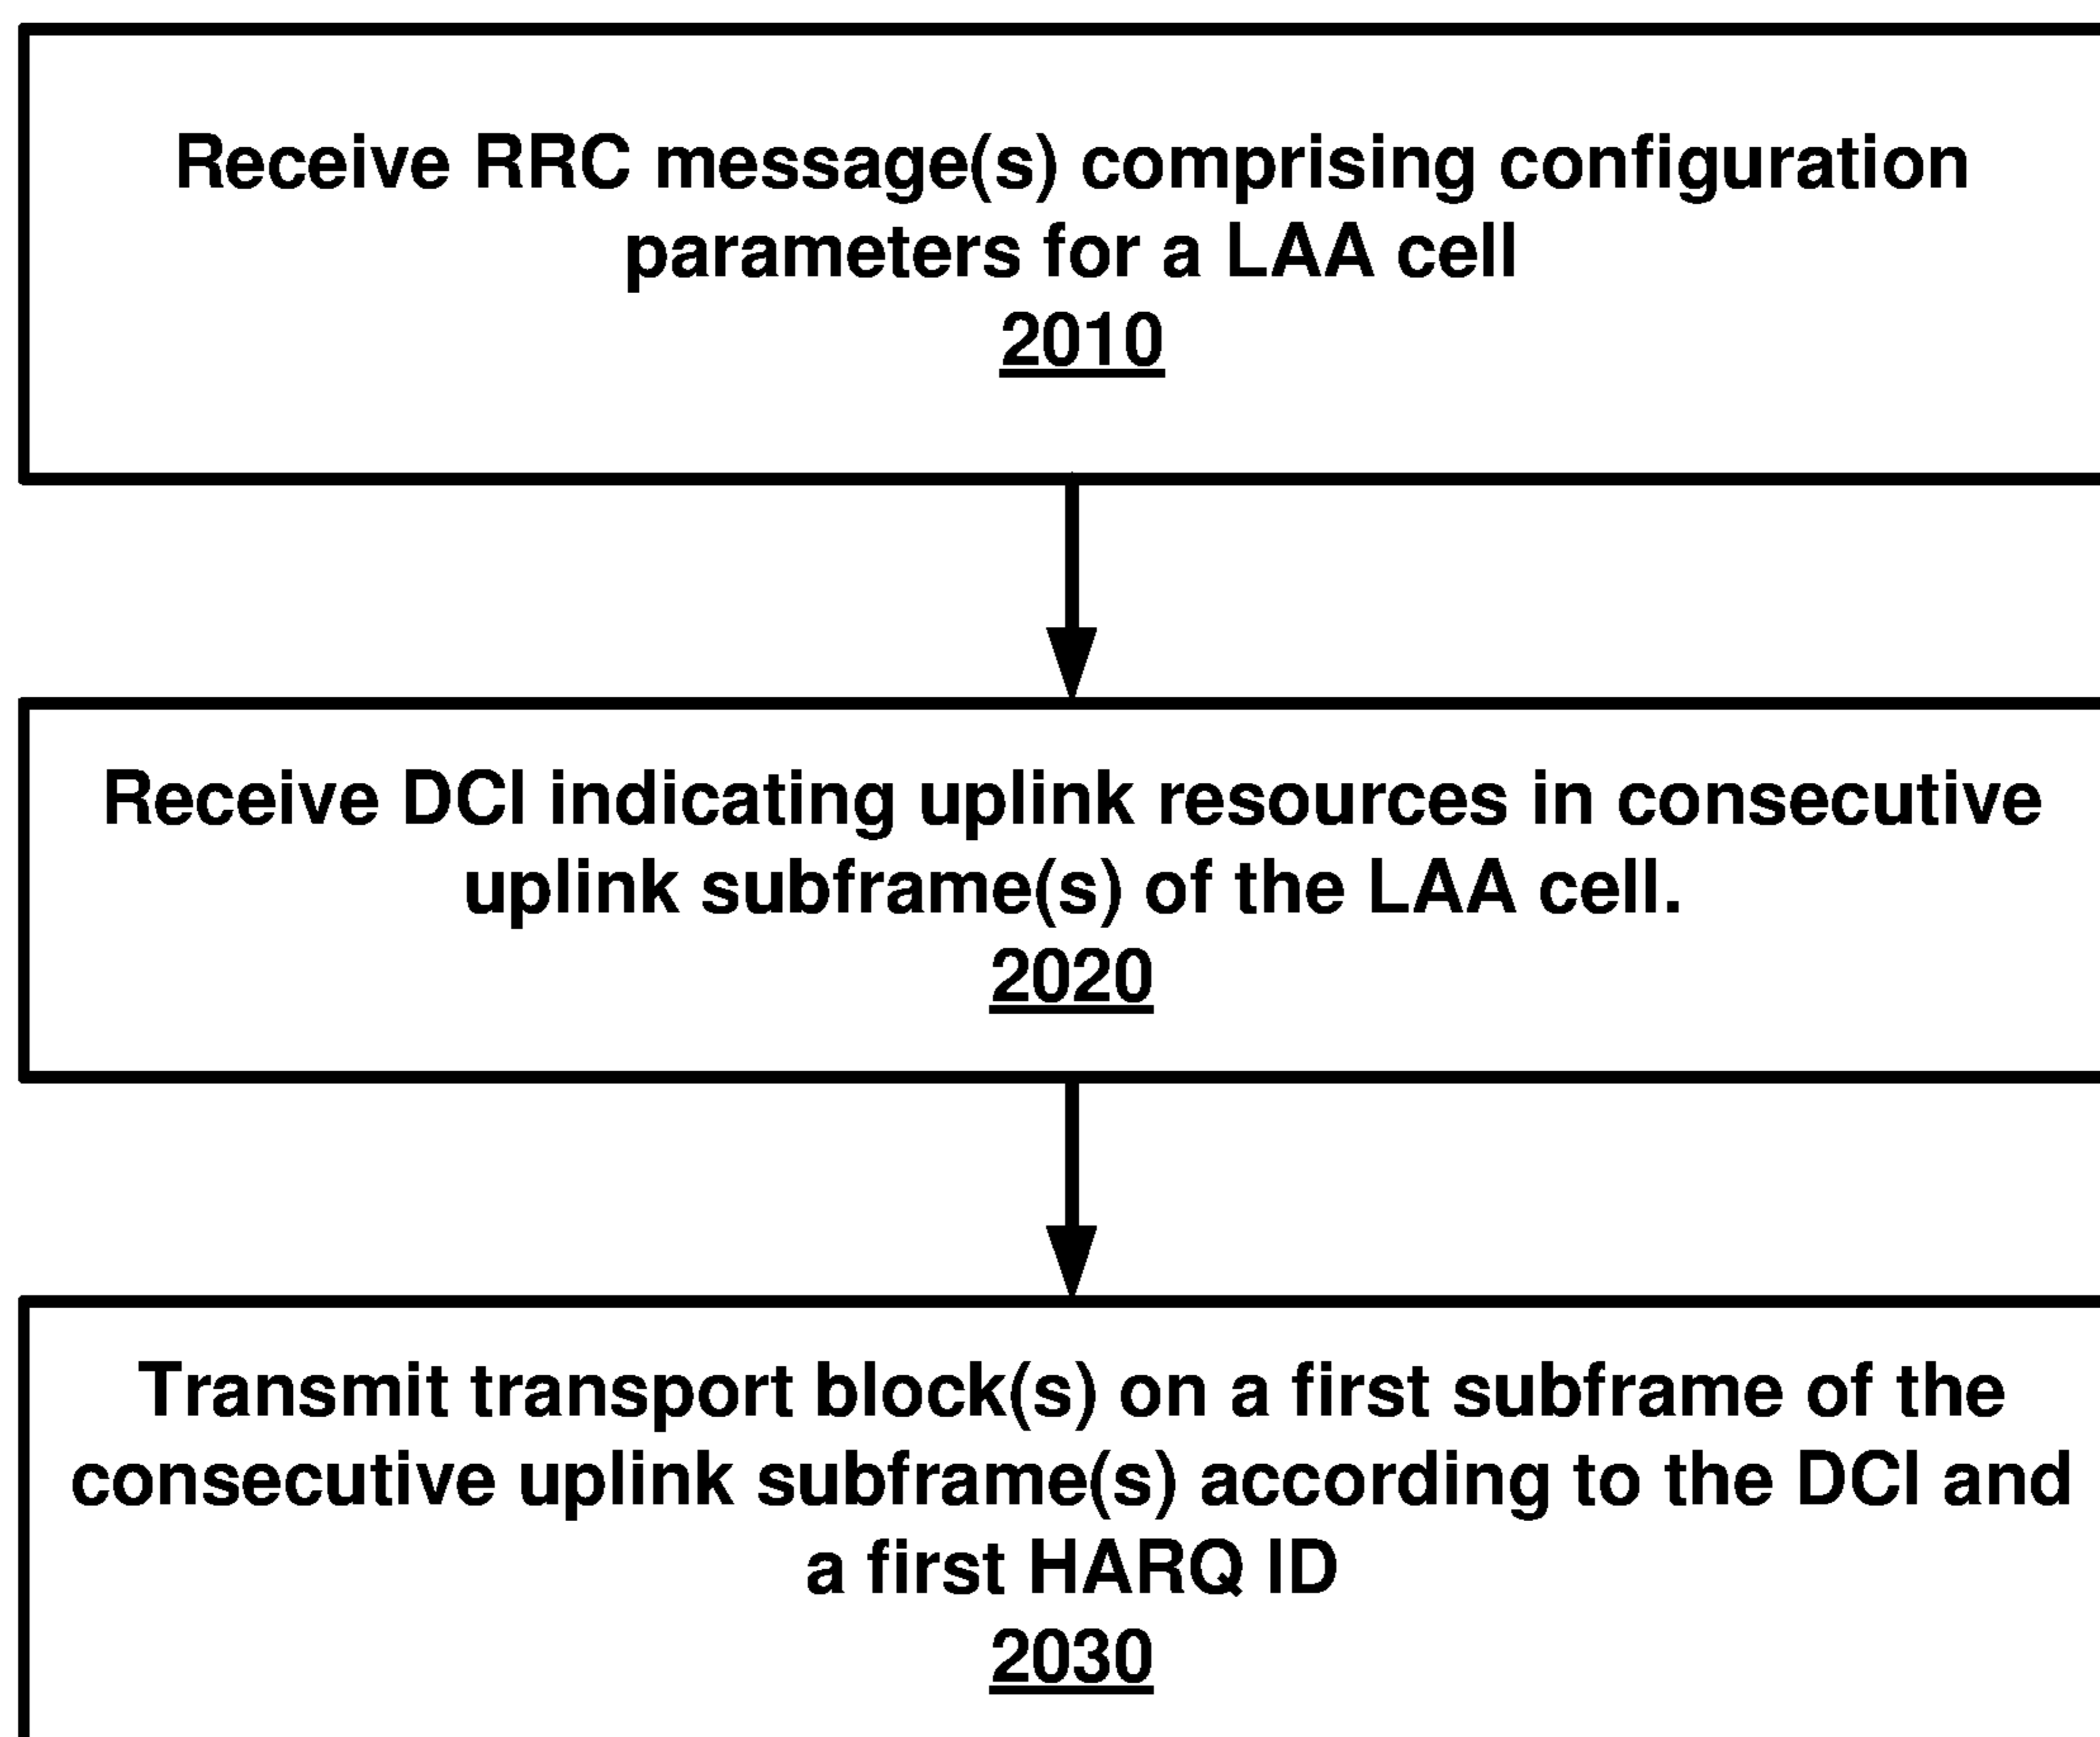 Receive RRC message(s) comprising configuration
parameters for a LAA cell
2010
Receive DCI indicating uplink resources in consecutive
uplink subframe(s) of the LAA cell.
2020
Transmit transport block(s) on a first subframe of the
consecutive uplink subframe(s) according to the DCI and
a first HARQ ID
2030